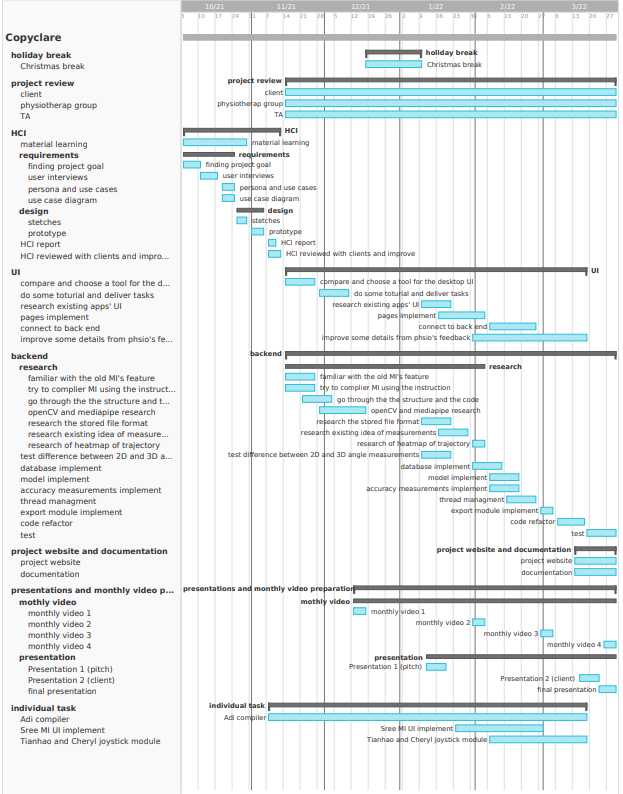 10/21 11/21 12/21 1/22 2/22 3/22
3 10 17 24 31 7 14 21 28 5 12 19 26 2 9 16 23 30 6 13 20 27 6 13 20 27
Copyclare
holiday break holiday break
Christmas break Christmas break
project review project review
client client
physiotherap group physiotherap group
TA TA
HCI HCI
material learning material learning
requirements requirements
finding project goal finding project goal
user interviews user interviews
persona and use cases persona and use cases
use case diagram use case diagram
design design
stetches stetches
prototype prototype
HCI report HCI report
HCI reviewed with clients and impro... HCI reviewed with clients and improve
UI UI
compare and choose a tool for the d... compare and choose a tool for the desktop UI
do some toturial and deliver tasks do some toturial and deliver tasks
research existing apps' UI research existing apps' UI
pages implement pages implement
connect to back end connect to back end
improve some details from phsio's fe... improve some details from phsio's feedback
backend backend
research research
familiar with the old MI's feature familiar with the old MI's feature
try to complier MI using the instruct... try to complier MI using the instruction
go through the the structure and t... go through the the structure and the code
openCV and mediapipe research openCV and mediapipe research
research the stored file format research the stored file format
research existing idea of measure... research existing idea of measurements
research of heatmap of trajectory research of heatmap of trajectory
test difference between 2D and 3D a... test difference between 2D and 3D angle measurements
database implement database implement
model implement model implement
accuracy measurements implement accuracy measurements implement
thread managment thread managment
export module implement export module implement
code refactor code refactor
test test
project website and documentation project website and documentation
project website project website
documentation documentation
presentations and monthly video p... presentations and monthly video preparation
mothly video mothly video
monthly video 1 monthly video 1
monthly video 2 monthly video 2
monthly video 3 monthly video 3
monthly video 4 monthly video 4
presentation presentation
Presentation 1 (pitch) Presentation 1 (pitch)
Presentation 2 (client) Presentation 2 (client)
final presentation final presentation
individual task individual task
Adi compiler Adi compiler
Sree MI UI implement Sree MI UI implement
Tianhao and Cheryl joystick module Tianhao and Cheryl joystick module